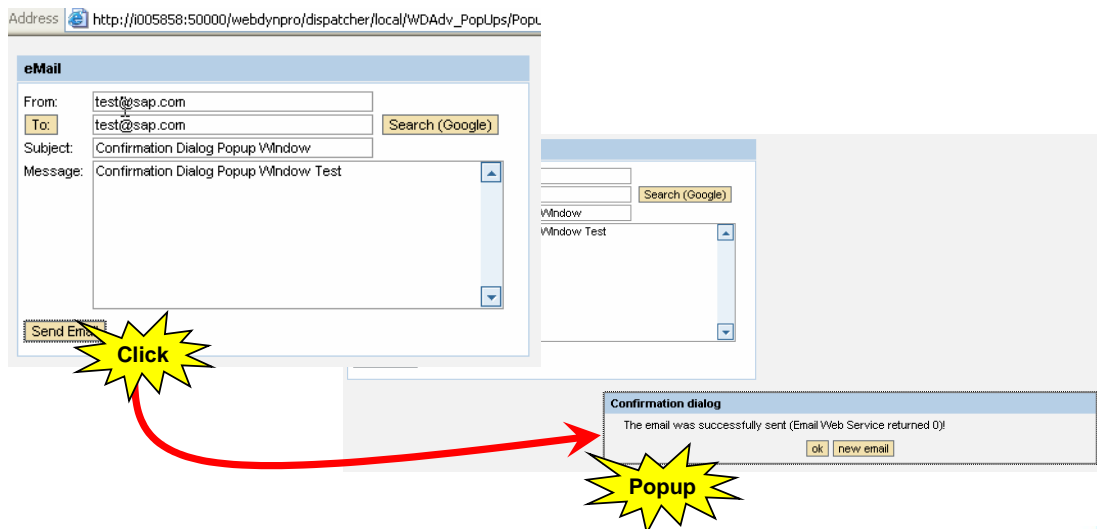 Address http://i005858:50000/webdynpro/dispatcher/local/WDAdv_PopUps/Popu
eMail
From: test@sap.com
To: test@sap.com Search (Google)
Subject: Confirmation Dialog Popup WIndow
Message: Confirmation Dialog Popup WIndow Test
Send Ema
Click
Search (Google)
WIndow
WIndow Test
Confirmation dialog
The email was successfully sent (Email Web Service returned 0)!
ok new email
Popup